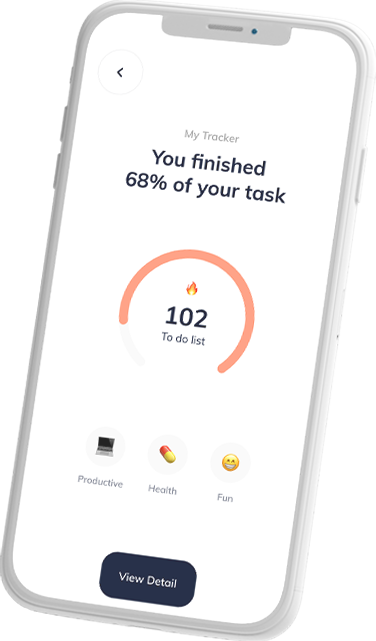 My Tracker
You finished
68% of your task
102
To do list
Productive
Health
Fun
View Detail